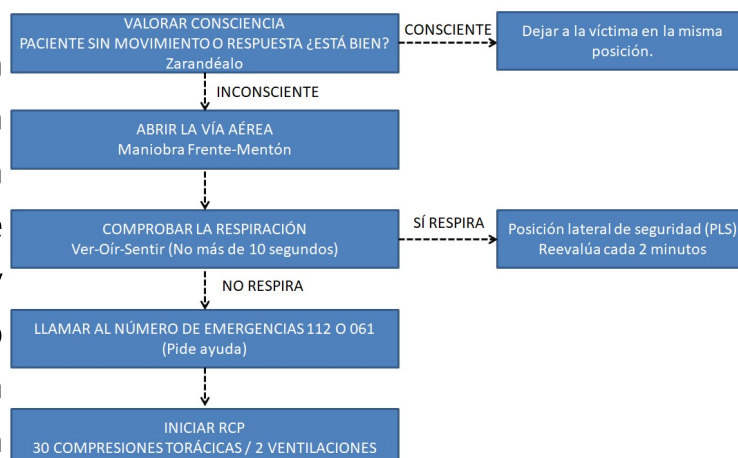 VALORAR CONSCIENCIA
PACIENTE SIN MOVIMIENTO O RESPUESTA ¿ESTÁ BIEN?
Zarandéalo
CONSCIENTE
Dejar a la víctima en la misma
posición.
INCONSCIENTE
ABRIR LA VÍA AÉREA
Maniobra Frente-Mentón
COMPROBAR LA RESPIRACIÓN
Ver-Oír-Sentir (No más de 10 segundos)
SÍ RESPIRA
Posición lateral de seguridad (PLS)
Reevalúa cada 2 minutos
NO RESPIRA
LLAMAR AL NÚMERO DE EMERGENCIAS 112 O 061
(Pide ayuda)
INICIAR RCP
30 COMPRESIONES TORÁCICAS / 2 VENTILACIONES